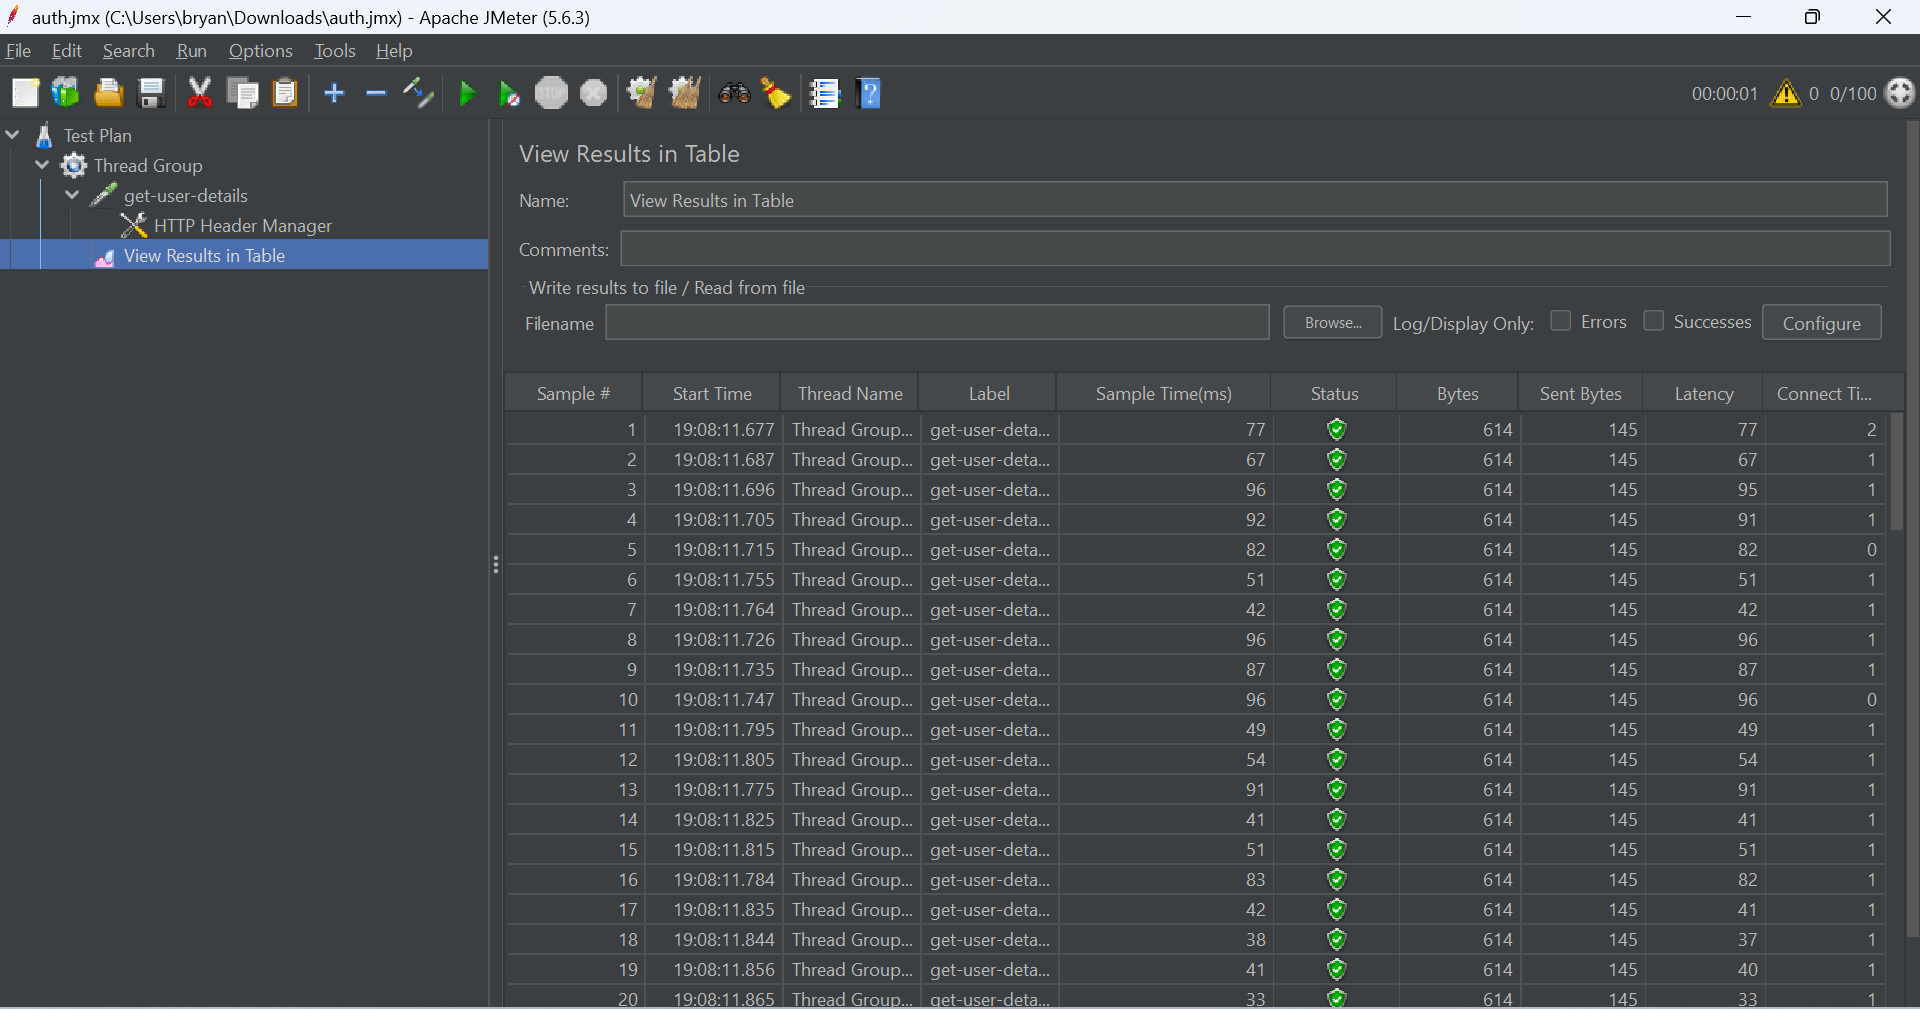 auth.jmx (C:\Users\bryan\Downloads\auth.jmx) - Apache JMeter (5.6.3)
File Edit Search Run Options Tools Help
STOP 00:00:01 0 0/100
Test Plan
Thread Group
get-user-details
HTTP Header Manager
View Results in Table
View Results in Table
Name: View Results in Table
Comments:
Write results to file / Read from file
Filename Browse... Log/Display Only: Errors Successes Configure
Sample # Start Time Thread Name Label Sample Time(ms) Status Bytes Sent Bytes Latency Connect Ti...
1 19:08:11.677 Thread Group... get-user-deta... 77 614 145 77 2
2 19:08:11.687 Thread Group... get-user-deta... 67 614 145 67 1
3 19:08:11.696 Thread Group... get-user-deta... 96 614 145 95 1
4 19:08:11.705 Thread Group... get-user-deta... 92 614 145 91 1
5 19:08:11.715 Thread Group... get-user-deta... 82 614 145 82 0
6 19:08:11.755 Thread Group... get-user-deta... 51 614 145 51 1
7 19:08:11.764 Thread Group... get-user-deta... 42 614 145 42 1
8 19:08:11.726 Thread Group... get-user-deta... 96 614 145 96 1
9 19:08:11.735 Thread Group... get-user-deta... 87 614 145 87 1
10 19:08:11.747 Thread Group... get-user-deta... 96 614 145 96 0
11 19:08:11.795 Thread Group... get-user-deta... 49 614 145 49 1
12 19:08:11.805 Thread Group... get-user-deta... 54 614 145 54 1
13 19:08:11.775 Thread Group... get-user-deta... 91 614 145 91 1
14 19:08:11.825 Thread Group... get-user-deta... 41 614 145 41 1
15 19:08:11.815 Thread Group... get-user-deta... 51 614 145 51 1
16 19:08:11.784 Thread Group... get-user-deta... 83 614 145 82 1
17 19:08:11.835 Thread Group... get-user-deta... 42 614 145 41 1
18 19:08:11.844 Thread Group... get-user-deta... 38 614 145 37 1
19 19:08:11.856 Thread Group... get-user-deta... 41 614 145 40 1
20 19:08:11.865 Thread Group... get-user-deta... 33 614 145 33 1